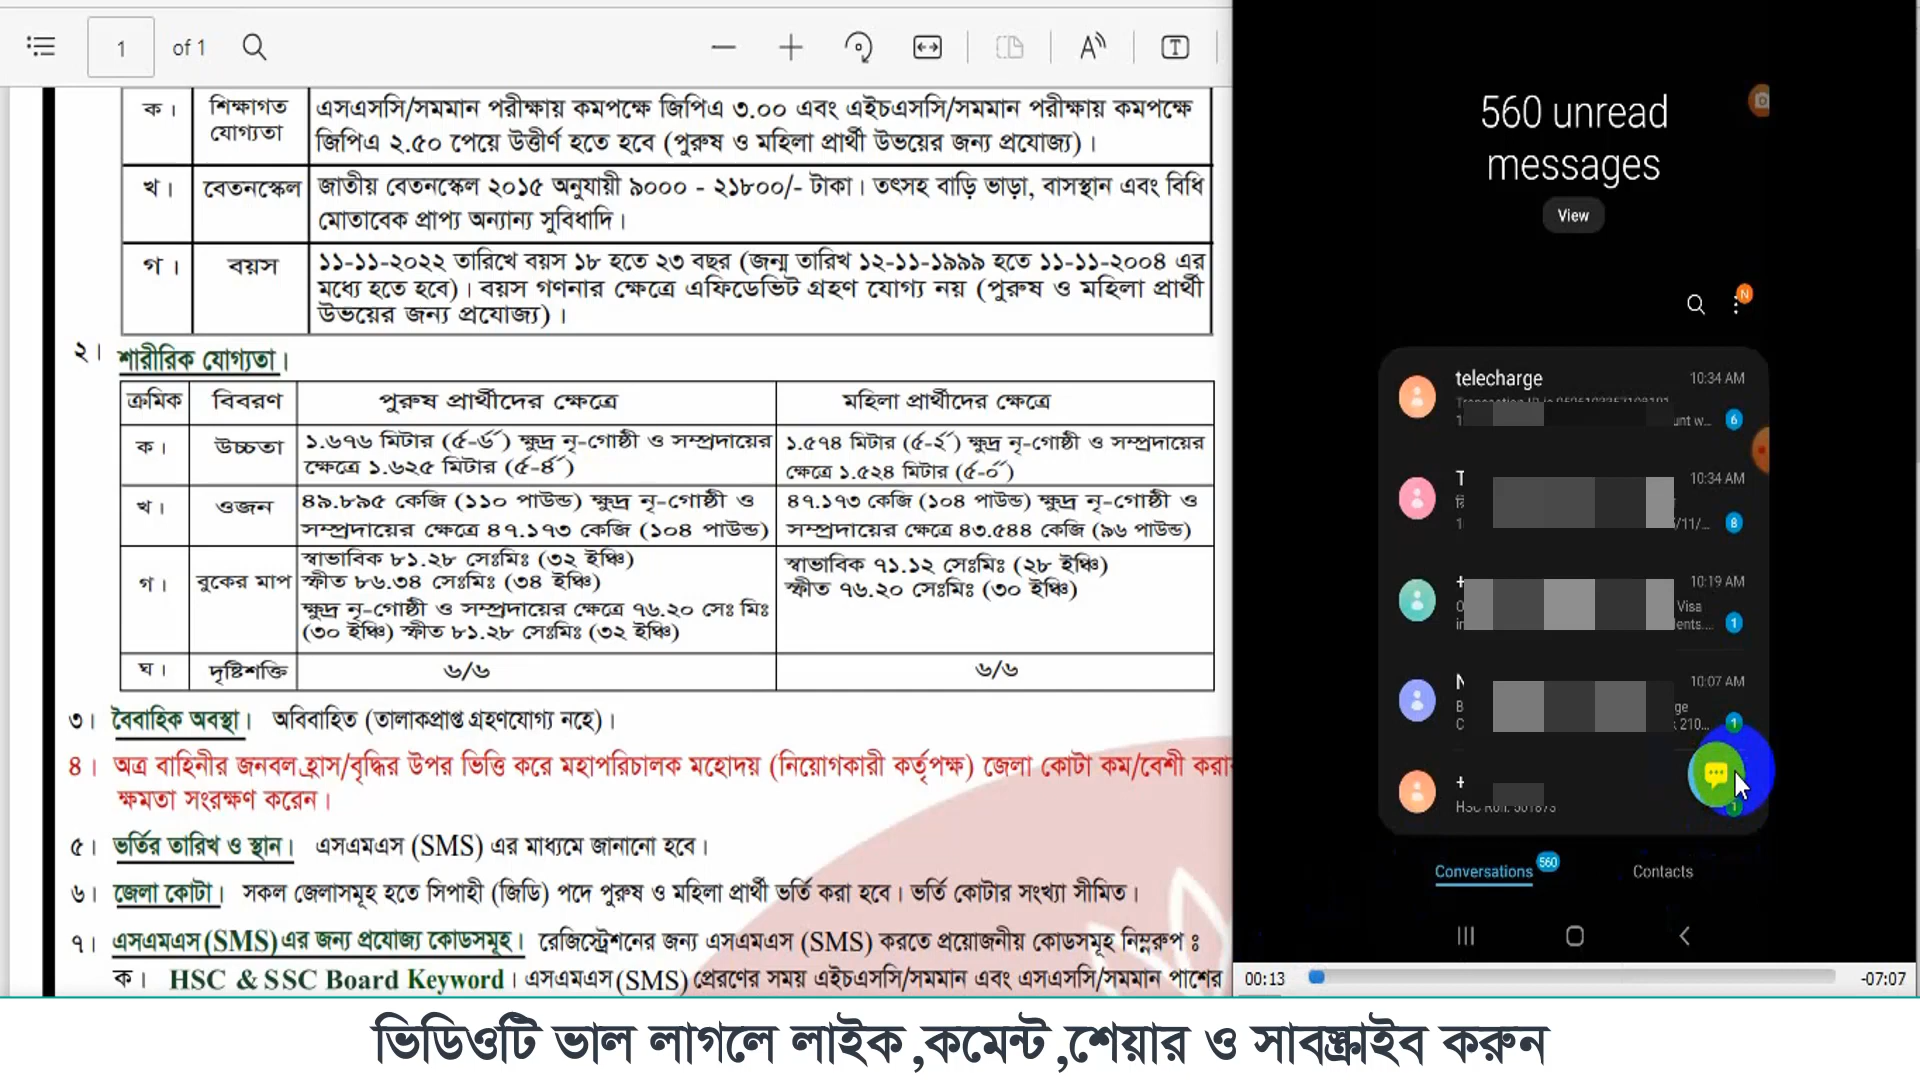 1 of 1
ক। শিক্ষাগত যোগ্যতা এসএসসি/সমমান পরীক্ষায় কমপক্ষে জিপিএ ৩.০০ এবং এইচএসসি/সমমান পরীক্ষায় কমপক্ষে
জিপিএ ২.৫০ পেয়ে উত্তীর্ণ হতে হবে (পুরুষ ও মহিলা প্রার্থী উভয়ের জন্য প্রযোজ্য)।
খ। বেতনস্কেল জাতীয় বেতনস্কেল ২০১৫ অনুযায়ী ৯০০০ - ২১৮০০/- টাকা। তৎসহ বাড়ি ভাড়া, বাসস্থান এবং বিধি
মোতাবেক প্রাপ্য অন্যান্য সুবিধাদি।
গ। বয়স ১১-১১-২০২২ তারিখে বয়স ১৮ হতে ২৩ বছর (জন্ম তারিখ ১২-১১-১৯৯৯ হতে ১১-১১-২০০৪ এর
মধ্যে হতে হবে)। বয়স গণনার ক্ষেত্রে এফিডেভিট গ্রহণ যোগ্য নয় (পুরুষ ও মহিলা প্রার্থী
উভয়ের জন্য প্রযোজ্য)।
২। শারীরিক যোগ্যতা।
ক্রমিক বিবরণ পুরুষ প্রার্থীদের ক্ষেত্রে মহিলা প্রার্থীদের ক্ষেত্রে
ক। উচ্চতা ১.৬৭৬ মিটার (৫'-৬") ক্ষুদ্র নৃ-গোষ্ঠী ও সম্প্রদায়ের
ক্ষেত্রে ১.৬২৫ মিটার (৫'-৪")
১.৫৭৪ মিটার (৫'-২") ক্ষুদ্র নৃ-গোষ্ঠী ও সম্প্রদায়ের
ক্ষেত্রে ১.৫২৪ মিটার (৫'-০")
খ। ওজন ৪৯.৮৯৫ কেজি (১১০ পাউন্ড) ক্ষুদ্র নৃ-গোষ্ঠী ও
সম্প্রদায়ের ক্ষেত্রে ৪৭.১৭৩ কেজি (১০৪ পাউন্ড)
৪৭.১৭৩ কেজি (১০৪ পাউন্ড) ক্ষুদ্র নৃ-গোষ্ঠী ও
সম্প্রদায়ের ক্ষেত্রে ৪৩.৫৪৪ কেজি (৯৬ পাউন্ড)
গ। বুকের মাপ স্বাভাবিক ৮১.২৮ সেঃমিঃ (৩২ ইঞ্চি)
স্ফীত ৮৬.৩৪ সেঃমিঃ (৩৪ ইঞ্চি)
ক্ষুদ্র নৃ-গোষ্ঠী ও সম্প্রদায়ের ক্ষেত্রে ৭৬.২০ সেঃ মিঃ
(৩০ ইঞ্চি) স্ফীত ৮১.২৮ সেঃমিঃ (৩২ ইঞ্চি)
স্বাভাবিক ৭১.১২ সেঃমিঃ (২৮ ইঞ্চি)
স্ফীত ৭৬.২০ সেঃমিঃ (৩০ ইঞ্চি)
ঘ। দৃষ্টিশক্তি ৬/৬ ৬/৬
৩। বৈবাহিক অবস্থা। অবিবাহিত (তালাকপ্রাপ্ত গ্রহণযোগ্য নহে)।
৪। অত্র বাহিনীর জনবল হ্রাস/বৃদ্ধির উপর ভিত্তি করে মহাপরিচালক মহোদয় (নিয়োগকারী কর্তৃপক্ষ) জেলা কোটা কম/বেশী করার
ক্ষমতা সংরক্ষণ করেন।
৫। ভর্তির তারিখ ও স্থান। এসএমএস (SMS) এর মাধ্যমে জানানো হবে।
৬। জেলা কোটা। সকল জেলাসমূহ হতে সিপাহী (জিডি) পদে পুরুষ ও মহিলা প্রার্থী ভর্তি করা হবে। ভর্তি কোটার সংখ্যা সীমিত।
৭। এসএমএস (SMS) এর জন্য প্রযোজ্য কোডসমূহ। রেজিস্ট্রেশনের জন্য এসএমএস (SMS) করতে প্রয়োজনীয় কোডসমূহ নিম্নরুপ ঃ
ক। HSC & SSC Board Keyword। এসএমএস (SMS) প্রেরণের সময় এইচএসসি/সমমান এবং এসএসসি/সমমান পাশের
560 unread
messages
View
N
telecharge 10:34 AM
6
T 10:34 AM
/11/...
8
+ 10:19 AM
Visa
1
N 10:07 AM
210...
1
+
1
Conversations 560 Contacts
00:13 -07:07
ভিডিওটি ভাল লাগলে লাইক,কমেন্ট,শেয়ার ও সাবস্ক্রাইব করুন